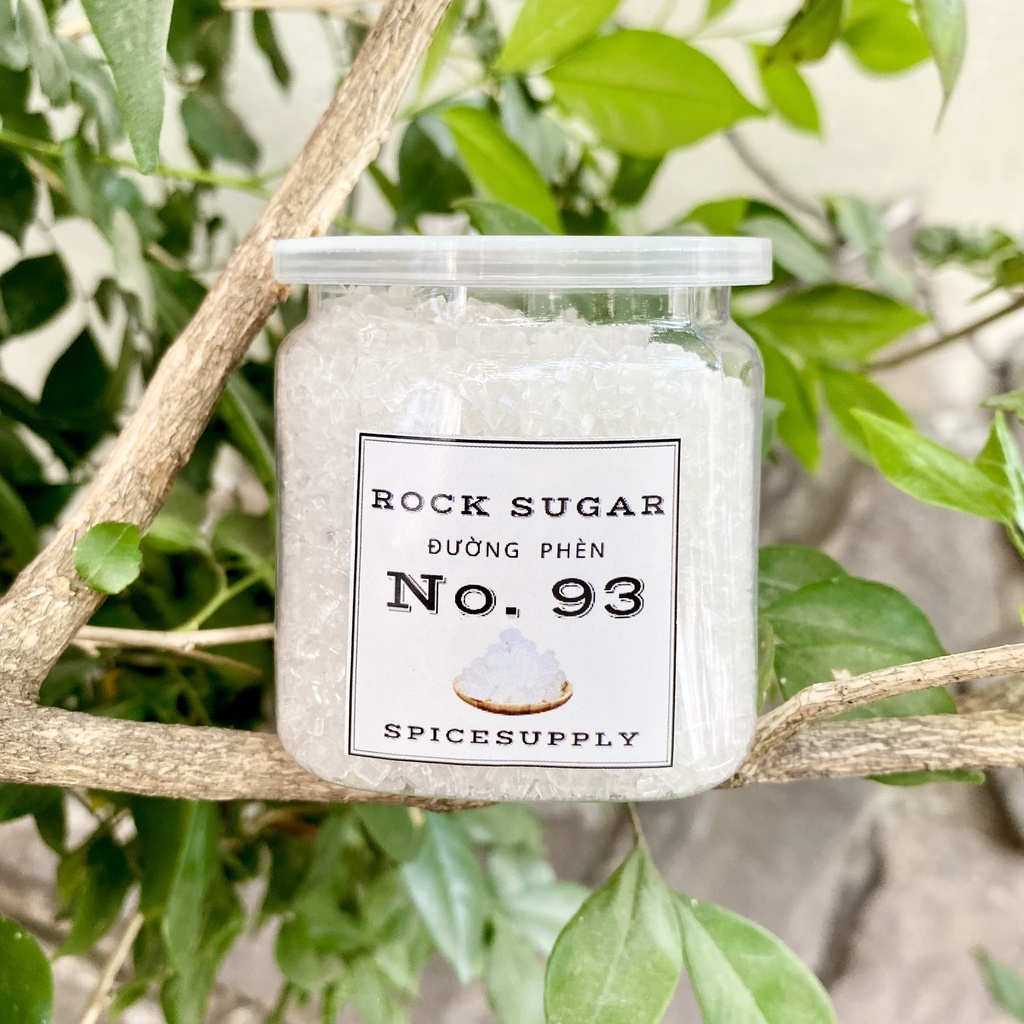 ROCK SUGAR
ĐƯỜNG PHÈN
No. 93
SPICESUPPLY